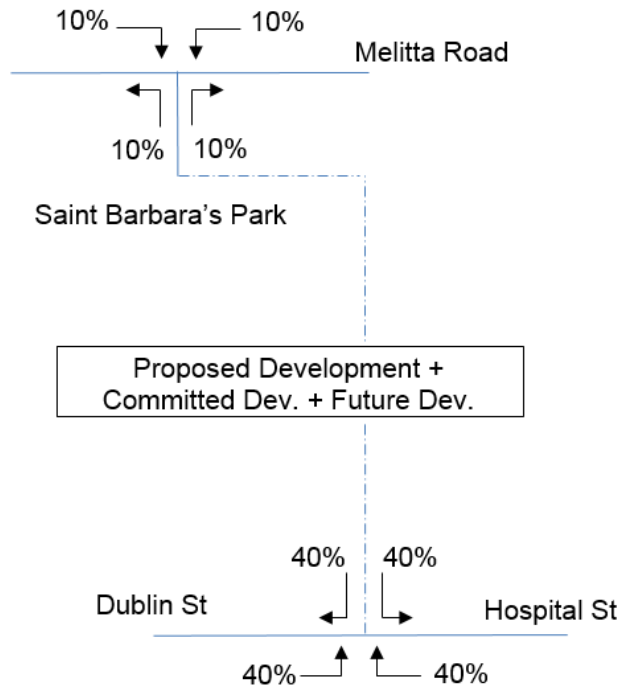 10% 10%
Melitta Road
10% 10%
Saint Barbara's Park
Proposed Development +
Committed Dev. + Future Dev.
40% 40%
Dublin St
Hospital St
40% 40%